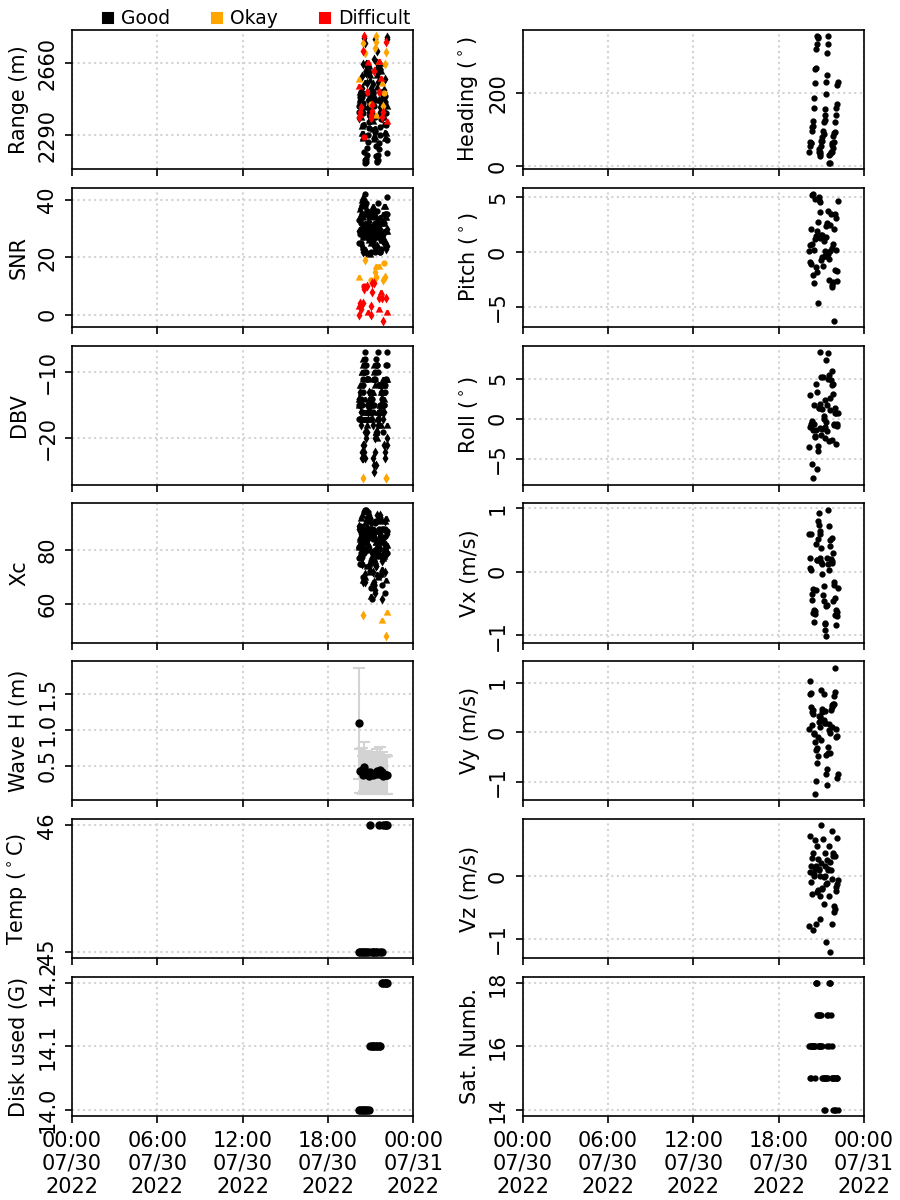 Good Okay Difficult
Range (m)
2660
2290
Heading (°)
200
0
SNR
40
20
0
Pitch (°)
5
0
−5
DBV
−10
−20
Roll (°)
5
0
−5
Xc
80
60
Vx (m/s)
1
0
−1
Wave H (m)
1.5
1.0
0.5
Vy (m/s)
1
0
−1
Temp (°C)
46
45
Vz (m/s)
0
−1
Disk used (G)
14.2
14.1
14.0
Sat. Numb.
18
16
14
00:00 06:00 12:00 18:00 00:00 00:00 06:00 12:00 18:00 00:00
07/30 07/30 07/30 07/30 07/31 07/30 07/30 07/30 07/30 07/31
2022 2022 2022 2022 2022 2022 2022 2022 2022 2022